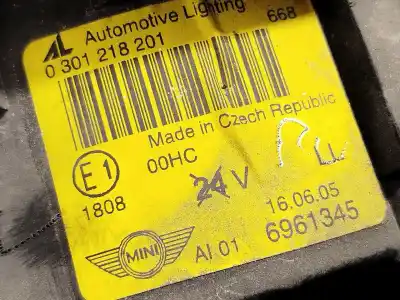 AL Automotive Lighting
0 301 218 201 668
Made in Czech Republic
E1 00HC
1808 24 V
16.06.05
MINI AI 01 6961345